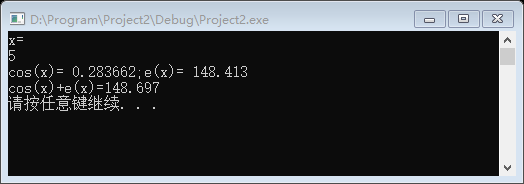 D:\Program\Project2\Debug\Project2.exe
x=
5
cos(x)= 0.283662;e(x)= 148.413
cos(x)+e(x)=148.697
请按任意键继续. . .